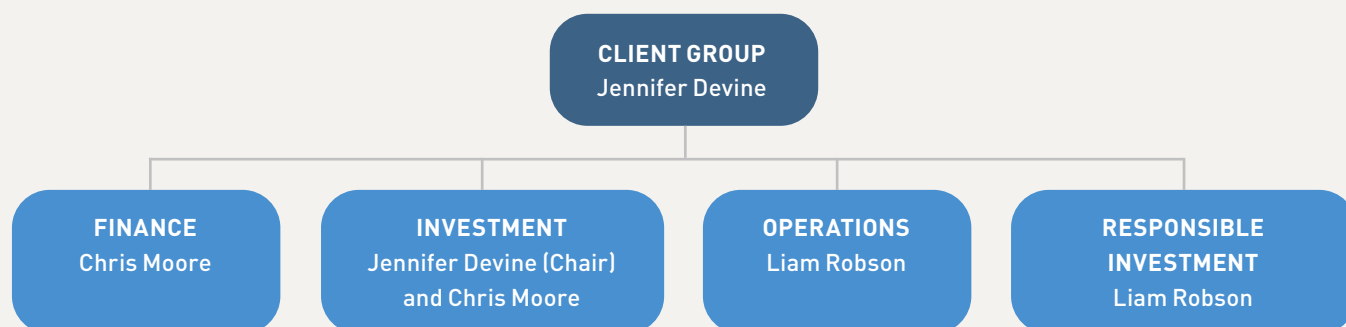 CLIENT GROUP
Jennifer Devine
FINANCE
Chris Moore
INVESTMENT
Jennifer Devine (Chair)
and Chris Moore
OPERATIONS
Liam Robson
RESPONSIBLE
INVESTMENT
Liam Robson